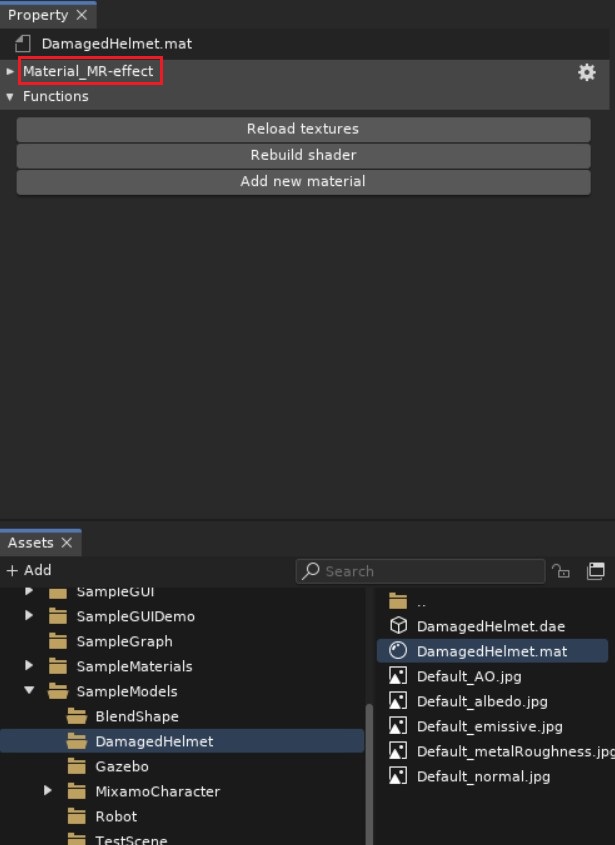 Property
DamagedHelmet.mat
Material_MR-effect
Functions
Reload textures
Rebuild shader
Add new material
Assets
+ Add
Search
SampleGUI
SampleGUIDemo
SampleGraph
SampleMaterials
SampleModels
BlendShape
DamagedHelmet
Gazebo
MixamoCharacter
Robot
TestScene
..
DamagedHelmet.dae
DamagedHelmet.mat
Default_AO.jpg
Default_albedo.jpg
Default_emissive.jpg
Default_metalRoughness.jpg
Default_normal.jpg